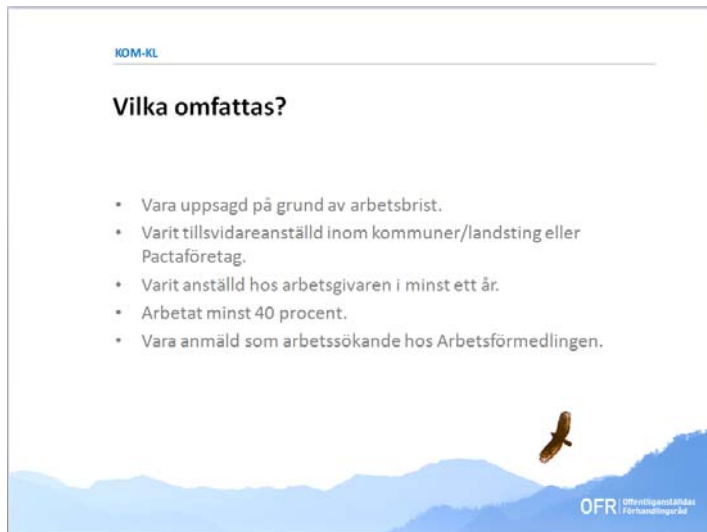 KOM-KL
Vilka omfattas?
• Vara uppsagd på grund av arbetsbrist.
• Varit tillsvidareanställd inom kommuner/landsting eller
Pactaföretag.
• Varit anställd hos arbetsgivaren i minst ett år.
• Arbetat minst 40 procent.
• Vara anmäld som arbetssökande hos Arbetsförmedlingen.
OFR | Offentliganställdas
Förhandlingsråd